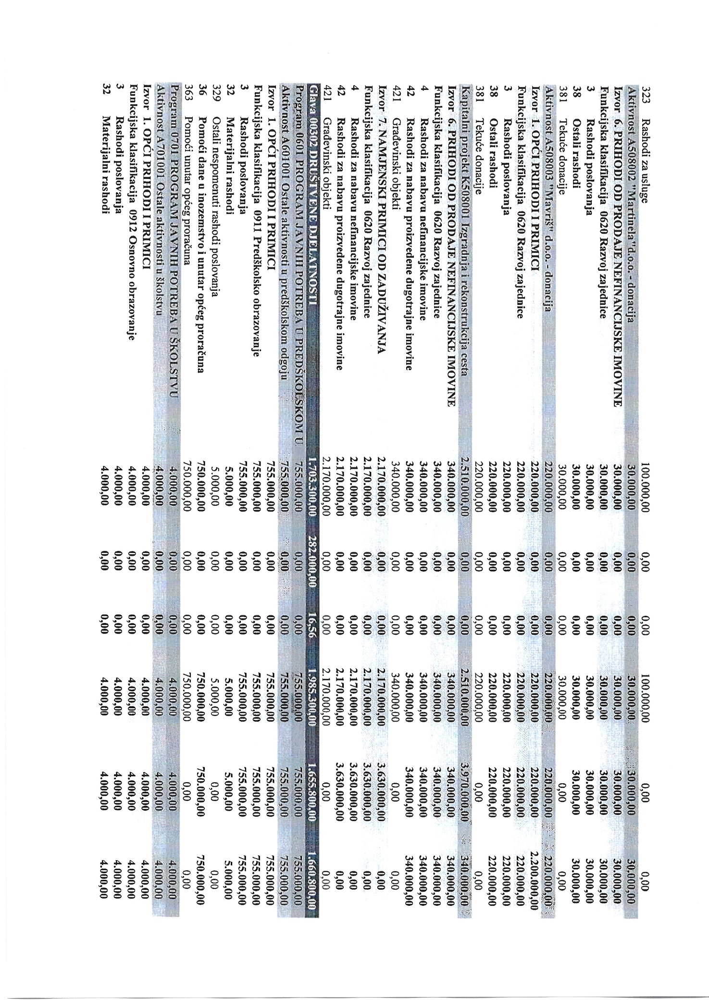 323 Rashodi za usluge 100.000,00 0,00 0,00 100.000,00 0,00 0,00
Aktivnost A508002 "Martinela"d.o.o. - donacija 30.000,00 0,00 0,00 30.000,00 30.000,00 30.000,00
Izvor 6. PRIHODI OD PRODAJE NEFINANCIJSKE IMOVINE 30.000,00 0,00 0,00 30.000,00 30.000,00 30.000,00
Funkcijska klasifikacija 0620 Razvoj zajednice 30.000,00 0,00 0,00 30.000,00 30.000,00 30.000,00
3 Rashodi poslovanja 30.000,00 0,00 0,00 30.000,00 30.000,00 30.000,00
38 Ostali rashodi 30.000,00 0,00 0,00 30.000,00 30.000,00 30.000,00
381 Tekuće donacije 30.000,00 0,00 0,00 30.000,00 0,00 0,00
Aktivnost A508003 "Mavriš" d.o.o. - donacija 220.000,00 0,00 0,00 220.000,00 220.000,00 220.000,00
Izvor 1. OPĆI PRIHODI I PRIMICI 220.000,00 0,00 0,00 220.000,00 220.000,00 2.200.000,00
Funkcijska klasifikacija 0620 Razvoj zajednice 220.000,00 0,00 0,00 220.000,00 220.000,00 220.000,00
3 Rashodi poslovanja 220.000,00 0,00 0,00 220.000,00 220.000,00 220.000,00
38 Ostali rashodi 220.000,00 0,00 0,00 220.000,00 220.000,00 220.000,00
381 Tekuće donacije 220.000,00 0,00 0,00 220.000,00 0,00 0,00
Kapitalni projekt K508001 Izgradnja i rekonstrukcija cesta 2.510.000,00 0,00 0,00 2.510.000,00 3.970.000,00 340.000,00
Izvor 6. PRIHODI OD PRODAJE NEFINANCIJSKE IMOVINE 340.000,00 0,00 0,00 340.000,00 340.000,00 340.000,00
Funkcijska klasifikacija 0620 Razvoj zajednice 340.000,00 0,00 0,00 340.000,00 340.000,00 340.000,00
4 Rashodi za nabavu nefinancijske imovine 340.000,00 0,00 0,00 340.000,00 340.000,00 340.000,00
42 Rashodi za nabavu proizvedene dugotrajne imovine 340.000,00 0,00 0,00 340.000,00 340.000,00 340.000,00
421 Građevinski objekti 340.000,00 0,00 0,00 340.000,00 0,00 0,00
Izvor 7. NAMJENSKI PRIMICI OD ZADUŽIVANJA 2.170.000,00 0,00 0,00 2.170.000,00 3.630.000,00 0,00
Funkcijska klasifikacija 0620 Razvoj zajednice 2.170.000,00 0,00 0,00 2.170.000,00 3.630.000,00 0,00
4 Rashodi za nabavu nefinancijske imovine 2.170.000,00 0,00 0,00 2.170.000,00 3.630.000,00 0,00
42 Rashodi za nabavu proizvedene dugotrajne imovine 2.170.000,00 0,00 0,00 2.170.000,00 3.630.000,00 0,00
421 Građevinski objekti 2.170.000,00 0,00 0,00 2.170.000,00 0,00 0,00
Glava 00302 DRUŠTVENE DJELATNOSTI 1.703.300,00 282.000,00 16,56 1.985.300,00 1.655.800,00 1.660.800,00
Program 0601 PROGRAM JAVNIH POTREBA U PREDŠKOLSKOM U 755.000,00 0,00 0,00 755.000,00 755.000,00 755.000,00
Aktivnost A601001 Ostale aktivnosti u predškolskom odgoju 755.000,00 0,00 0,00 755.000,00 755.000,00 755.000,00
Izvor 1. OPĆI PRIHODI I PRIMICI 755.000,00 0,00 0,00 755.000,00 755.000,00 755.000,00
Funkcijska klasifikacija 0911 Predškolsko obrazovanje 755.000,00 0,00 0,00 755.000,00 755.000,00 755.000,00
3 Rashodi poslovanja 755.000,00 0,00 0,00 755.000,00 755.000,00 755.000,00
32 Materijalni rashodi 5.000,00 0,00 0,00 5.000,00 5.000,00 5.000,00
329 Ostali nespomenuti rashodi poslovanja 5.000,00 0,00 0,00 5.000,00 0,00 0,00
36 Pomoći dane u inozemstvo i unutar općeg proračuna 750.000,00 0,00 0,00 750.000,00 750.000,00 750.000,00
363 Pomoći unutar općeg proračuna 750.000,00 0,00 0,00 750.000,00 0,00 0,00
Program 0701 PROGRAM JAVNIH POTREBA U ŠKOLSTVU 4.000,00 0,00 0,00 4.000,00 4.000,00 4.000,00
Aktivnost A701001 Ostale aktivnosti u školstvu 4.000,00 0,00 0,00 4.000,00 4.000,00 4.000,00
Izvor 1. OPĆI PRIHODI I PRIMICI 4.000,00 0,00 0,00 4.000,00 4.000,00 4.000,00
Funkcijska klasifikacija 0912 Osnovno obrazovanje 4.000,00 0,00 0,00 4.000,00 4.000,00 4.000,00
3 Rashodi poslovanja 4.000,00 0,00 0,00 4.000,00 4.000,00 4.000,00
32 Materijalni rashodi 4.000,00 0,00 0,00 4.000,00 4.000,00 4.000,00